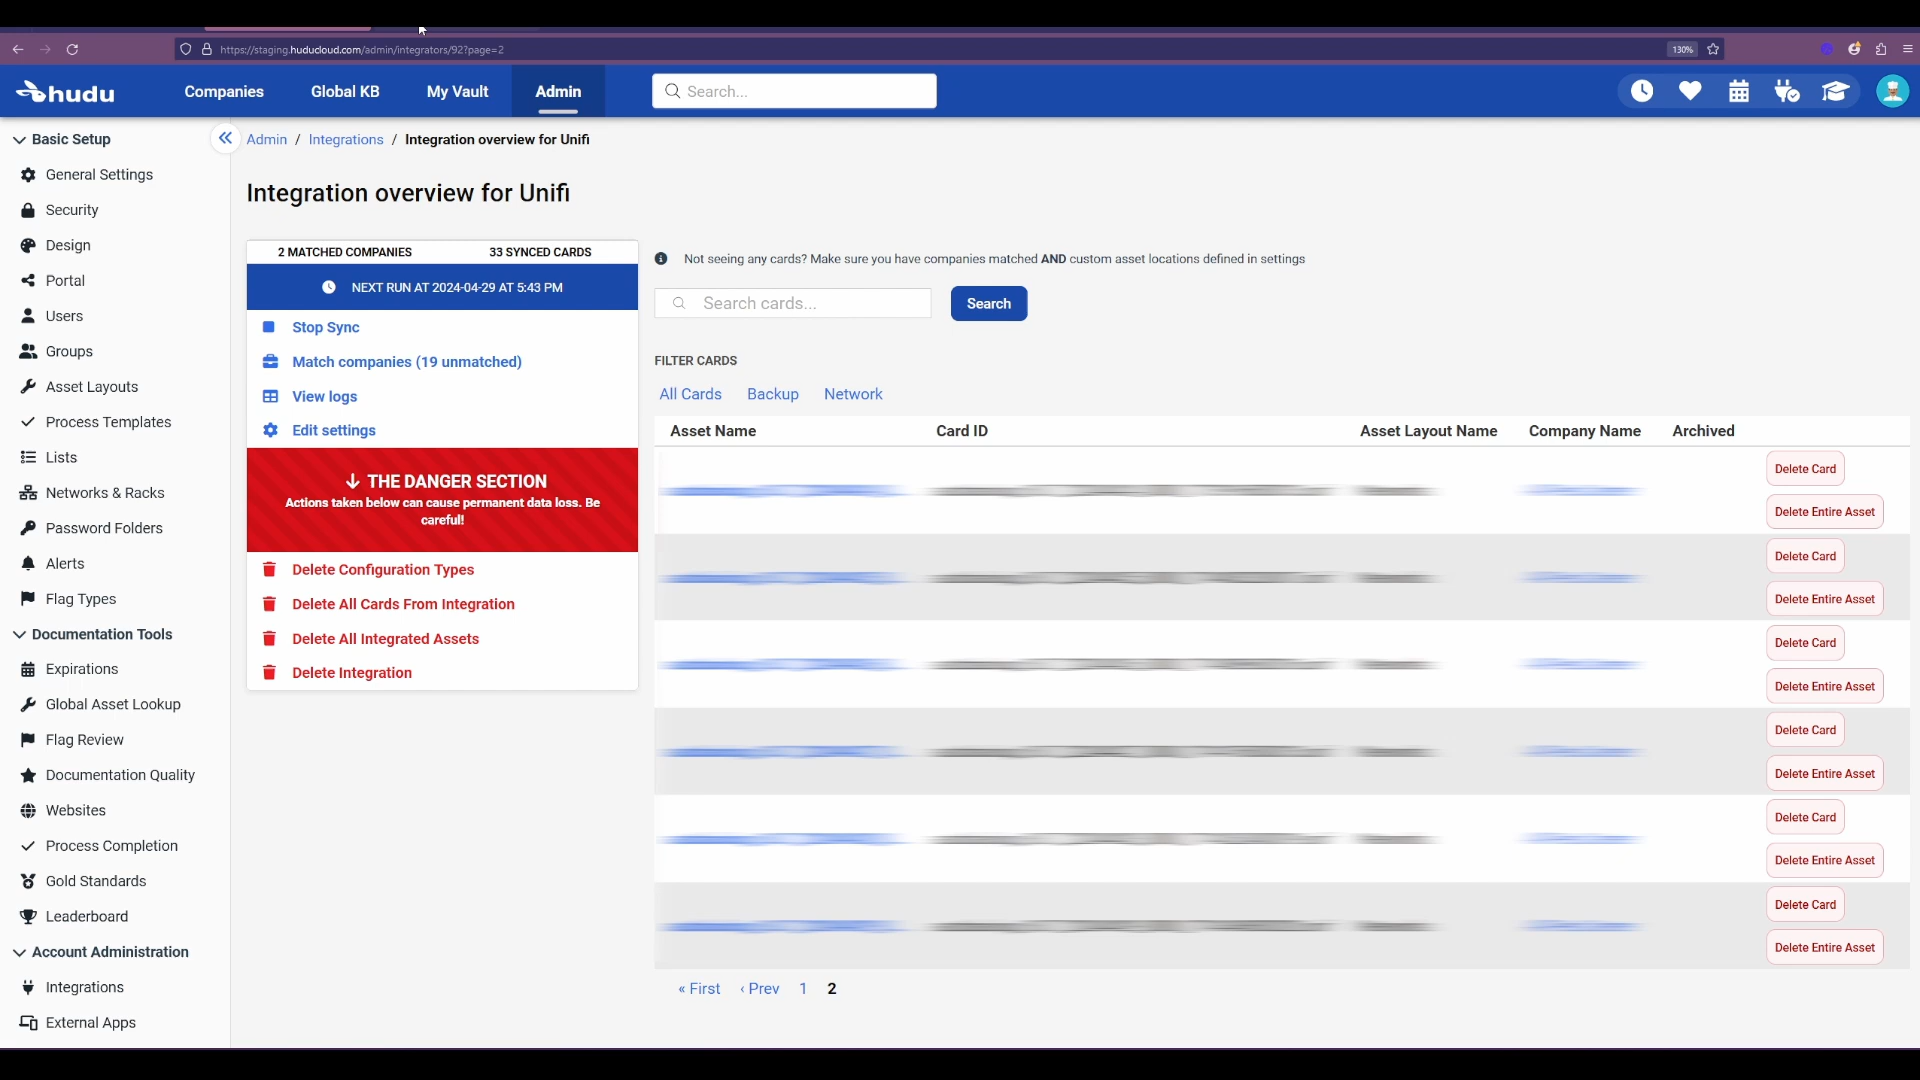 https://staging.huducloud.com/admin/integrators/92?page=2
130%
hudu
Companies
Global KB
My Vault
Admin
Search...
Basic Setup
General Settings
Security
Design
Portal
Users
Groups
Asset Layouts
Process Templates
Lists
Networks & Racks
Password Folders
Alerts
Flag Types
Documentation Tools
Expirations
Global Asset Lookup
Flag Review
Documentation Quality
Websites
Process Completion
Gold Standards
Leaderboard
Account Administration
Integrations
External Apps
Admin / Integrations / Integration overview for Unifi
Integration overview for Unifi
2 MATCHED COMPANIES
33 SYNCED CARDS
NEXT RUN AT 2024-04-29 AT 5:43 PM
Stop Sync
Match companies (19 unmatched)
View logs
Edit settings
↓ THE DANGER SECTION
Actions taken below can cause permanent data loss. Be
careful!
Delete Configuration Types
Delete All Cards From Integration
Delete All Integrated Assets
Delete Integration
Not seeing any cards? Make sure you have companies matched AND custom asset locations defined in settings
Search cards...
Search
FILTER CARDS
All Cards
Backup
Network
Asset Name
Card ID
Asset Layout Name
Company Name
Archived
Delete Card
Delete Entire Asset
Delete Card
Delete Entire Asset
Delete Card
Delete Entire Asset
Delete Card
Delete Entire Asset
Delete Card
Delete Entire Asset
Delete Card
Delete Entire Asset
« First ‹ Prev 1 2